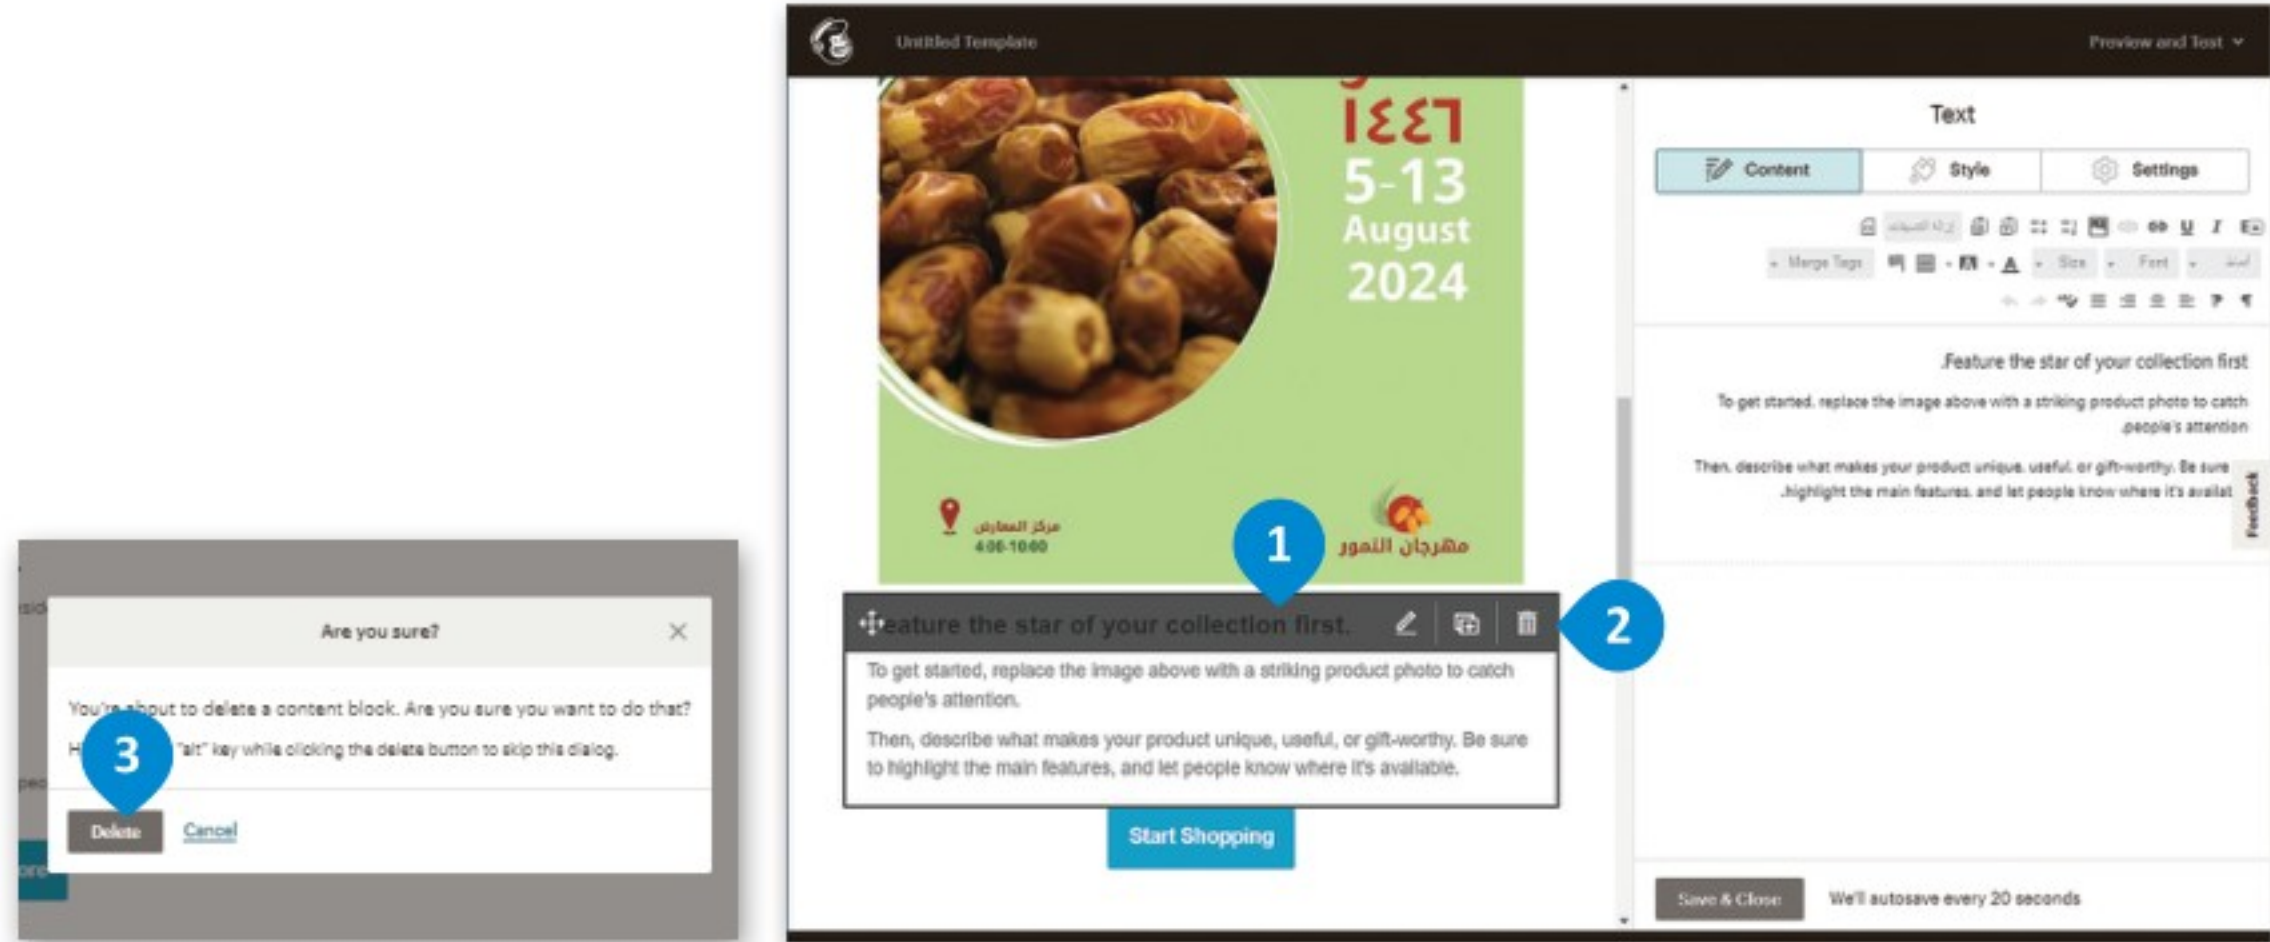 Untitled Template
Preview and Test
١٤٤٦
5-13
August
2024
مركز المعارض
4:00-10:00
مهرجان التمور
1
eature the star of your collection first.
2
To get started, replace the image above with a striking product photo to catch
people's attention.
Then, describe what makes your product unique, useful, or gift-worthy. Be sure
to highlight the main features, and let people know where it's available.
Start Shopping
Text
Content
Style
Settings
Merge Tags
Size
Font
.Feature the star of your collection first
To get started, replace the image above with a striking product photo to catch
.people's attention
Then, describe what makes your product unique, useful, or gift-worthy. Be sure
.highlight the main features, and let people know where it's availab
Feedback
Save & Close
We'll autosave every 20 seconds
Are you sure?
You're about to delete a content block. Are you sure you want to do that?
"alt" key while clicking the delete button to skip this dialog.
3
Delete
Cancel